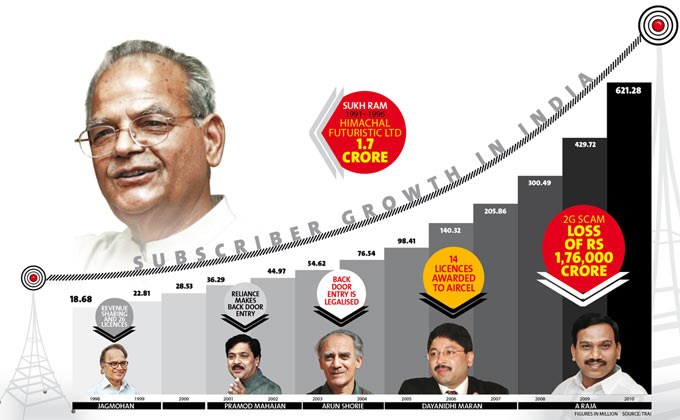 SUKH RAM
1991-1996
HIMACHAL
FUTURISTIC LTD
1.7
CRORE
SUBSCRIBER GROWTH IN INDIA
18.68
22.81
28.53
36.29
44.97
54.62
76.54
98.41
140.32
205.86
300.49
429.72
621.28
REVENUE
SHARING
AND 26
LICENCES
RELIANCE
MAKES
BACK DOOR
ENTRY
BACK
DOOR
ENTRY IS
LEGALISED
14
LICENCES
AWARDED
TO AIRCEL
2G SCAM
LOSS
OF RS
1,76,000
CRORE
1998 1999 2000 2001 2002 2003 2004 2005 2006 2007 2008 2009 2010
JAGMOHAN PRAMOD MAHAJAN ARUN SHORIE DAYANIDHI MARAN A RAJA
FIGURES IN MILLION SOURCE/TRAI